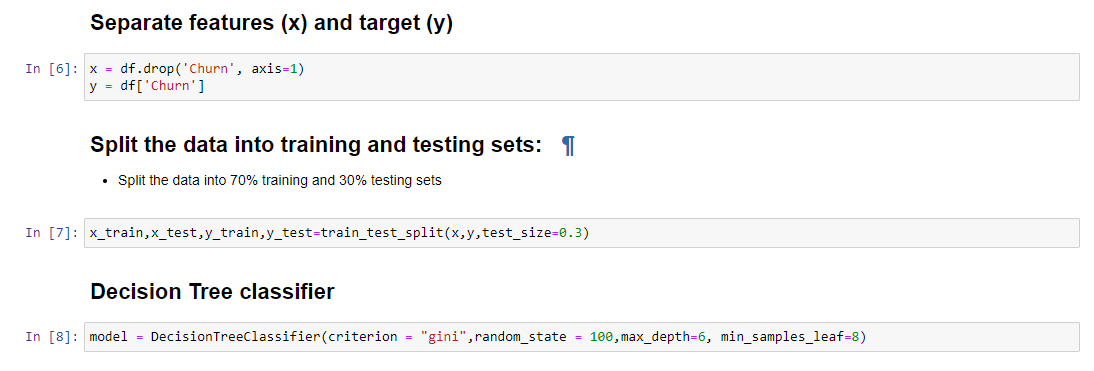 Separate features (x) and target (y)
In [6]: x = df.drop('Churn', axis=1)
y = df['Churn']
Split the data into training and testing sets: ¶
• Split the data into 70% training and 30% testing sets
In [7]: x_train,x_test,y_train,y_test=train_test_split(x,y,test_size=0.3)
Decision Tree classifier
In [8]: model = DecisionTreeClassifier(criterion = "gini",random_state = 100,max_depth=6, min_samples_leaf=8)